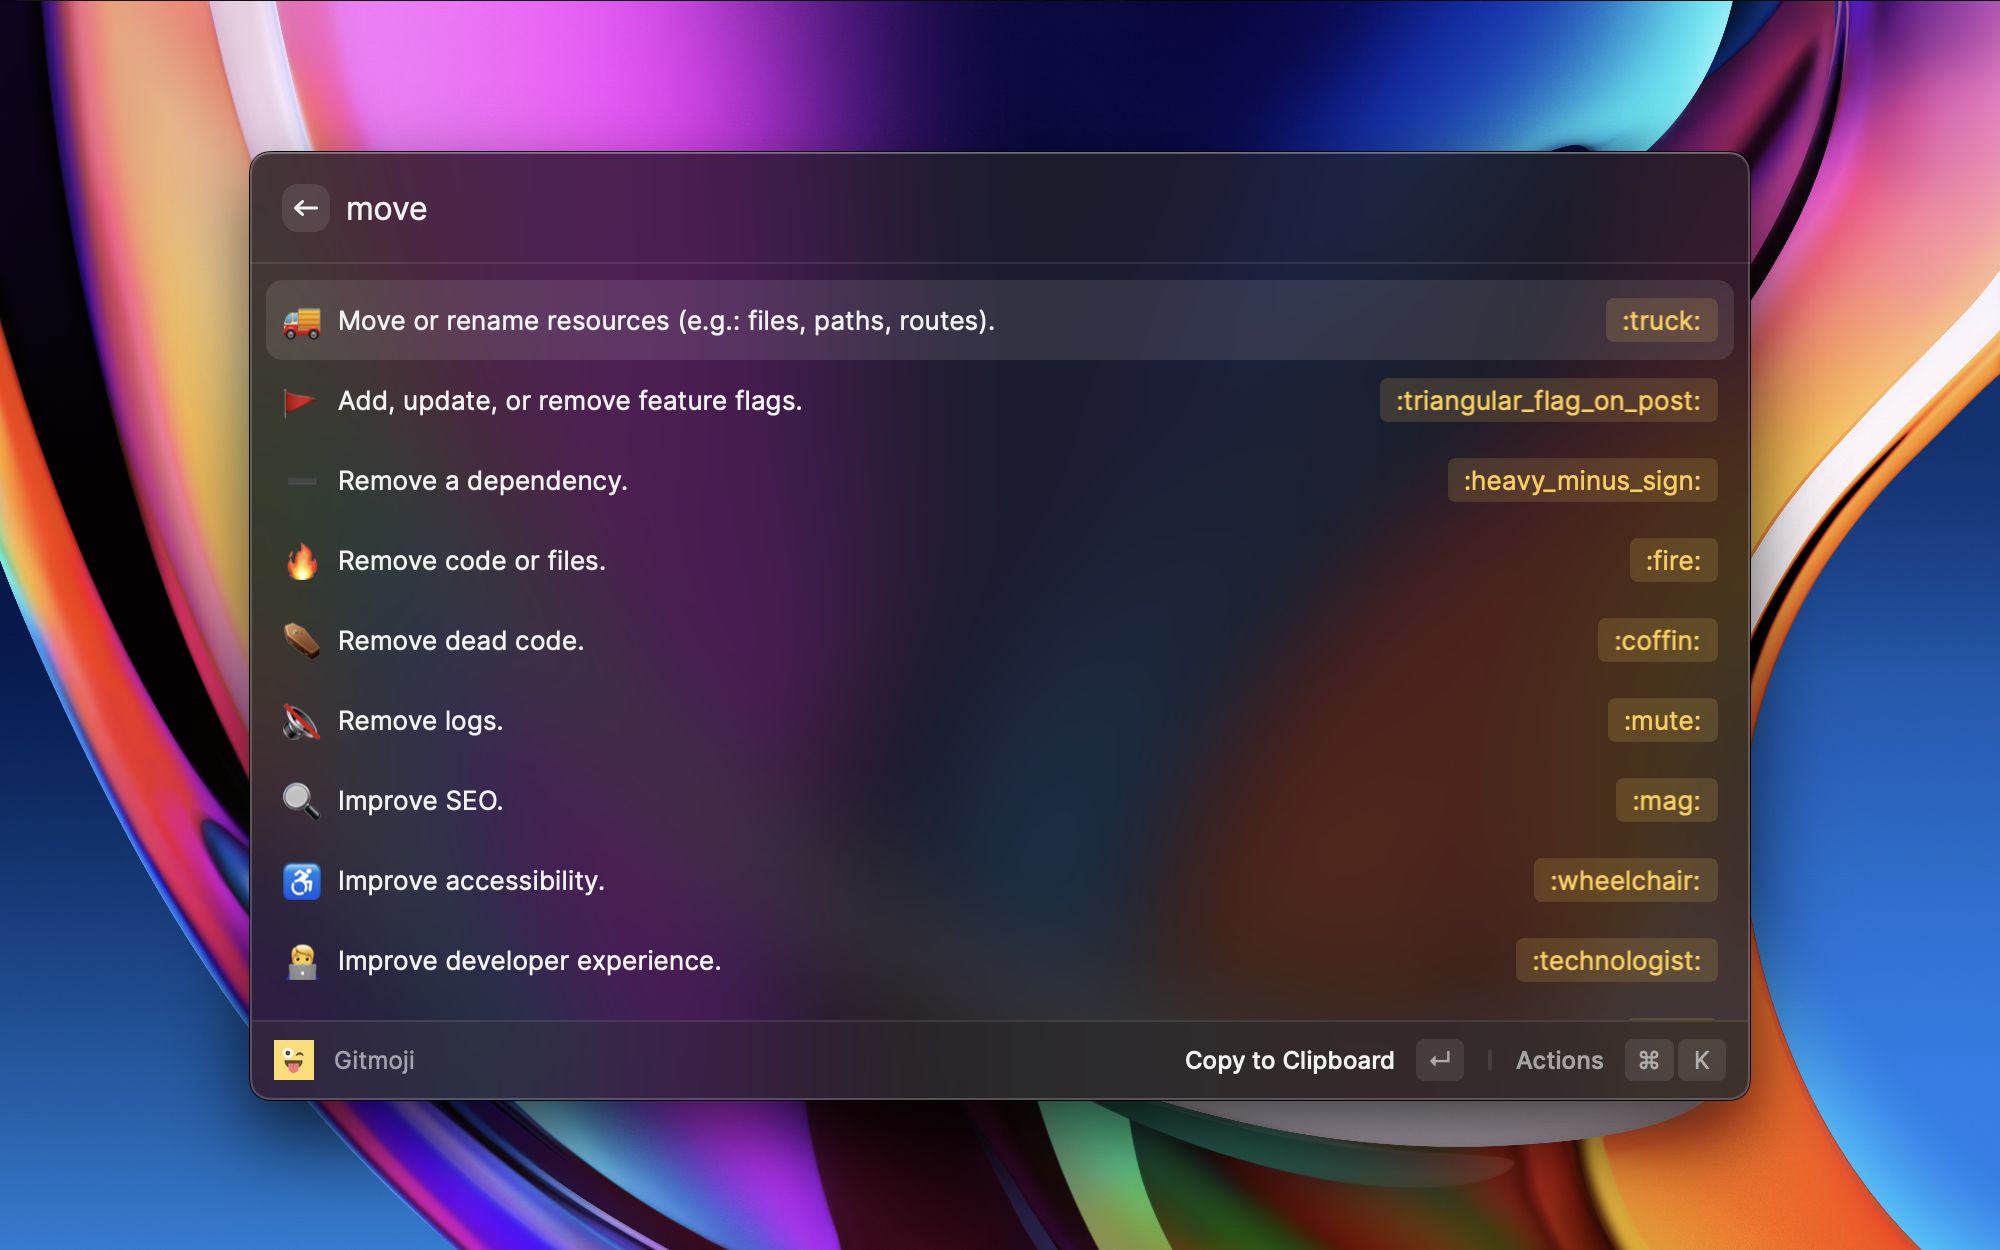 move
Move or rename resources (e.g.: files, paths, routes). :truck:
Add, update, or remove feature flags. :triangular_flag_on_post:
Remove a dependency. :heavy_minus_sign:
Remove code or files. :fire:
Remove dead code. :coffin:
Remove logs. :mute:
Improve SEO. :mag:
Improve accessibility. :wheelchair:
Improve developer experience. :technologist:
Gitmoji Copy to Clipboard ↵ | Actions ⌘ K